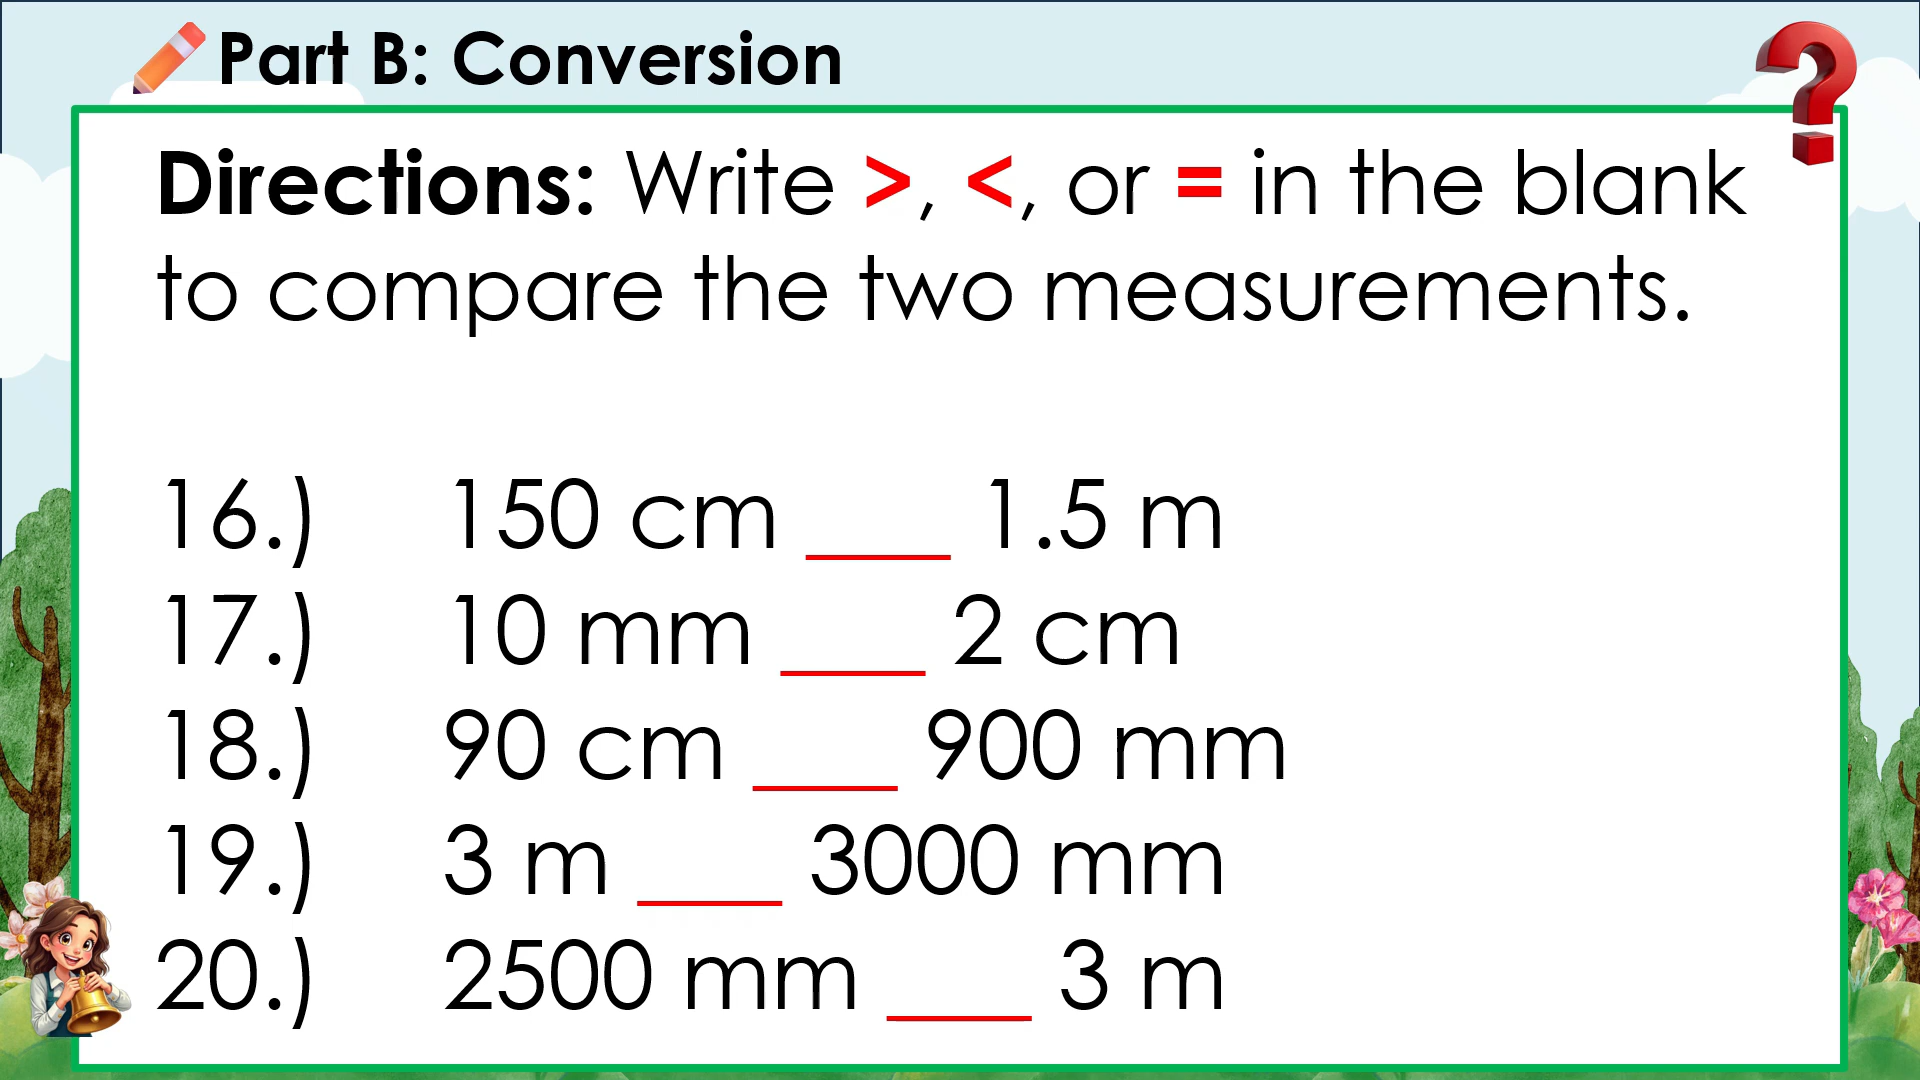 Part B: Conversion
Directions: Write >, <, or = in the blank
to compare the two measurements.
16.) 150 cm ___ 1.5 m
17.) 10 mm ___ 2 cm
18.) 90 cm ___ 900 mm
19.) 3 m ___ 3000 mm
20.) 2500 mm ___ 3 m